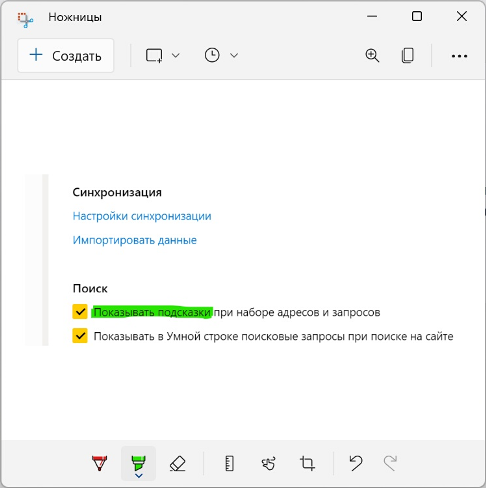 Ножницы
Создать
Синхронизация
Настройки синхронизации
Импортировать данные
Поиск
Показывать подсказки при наборе адресов и запросов
Показывать в Умной строке поисковые запросы при поиске на сайте